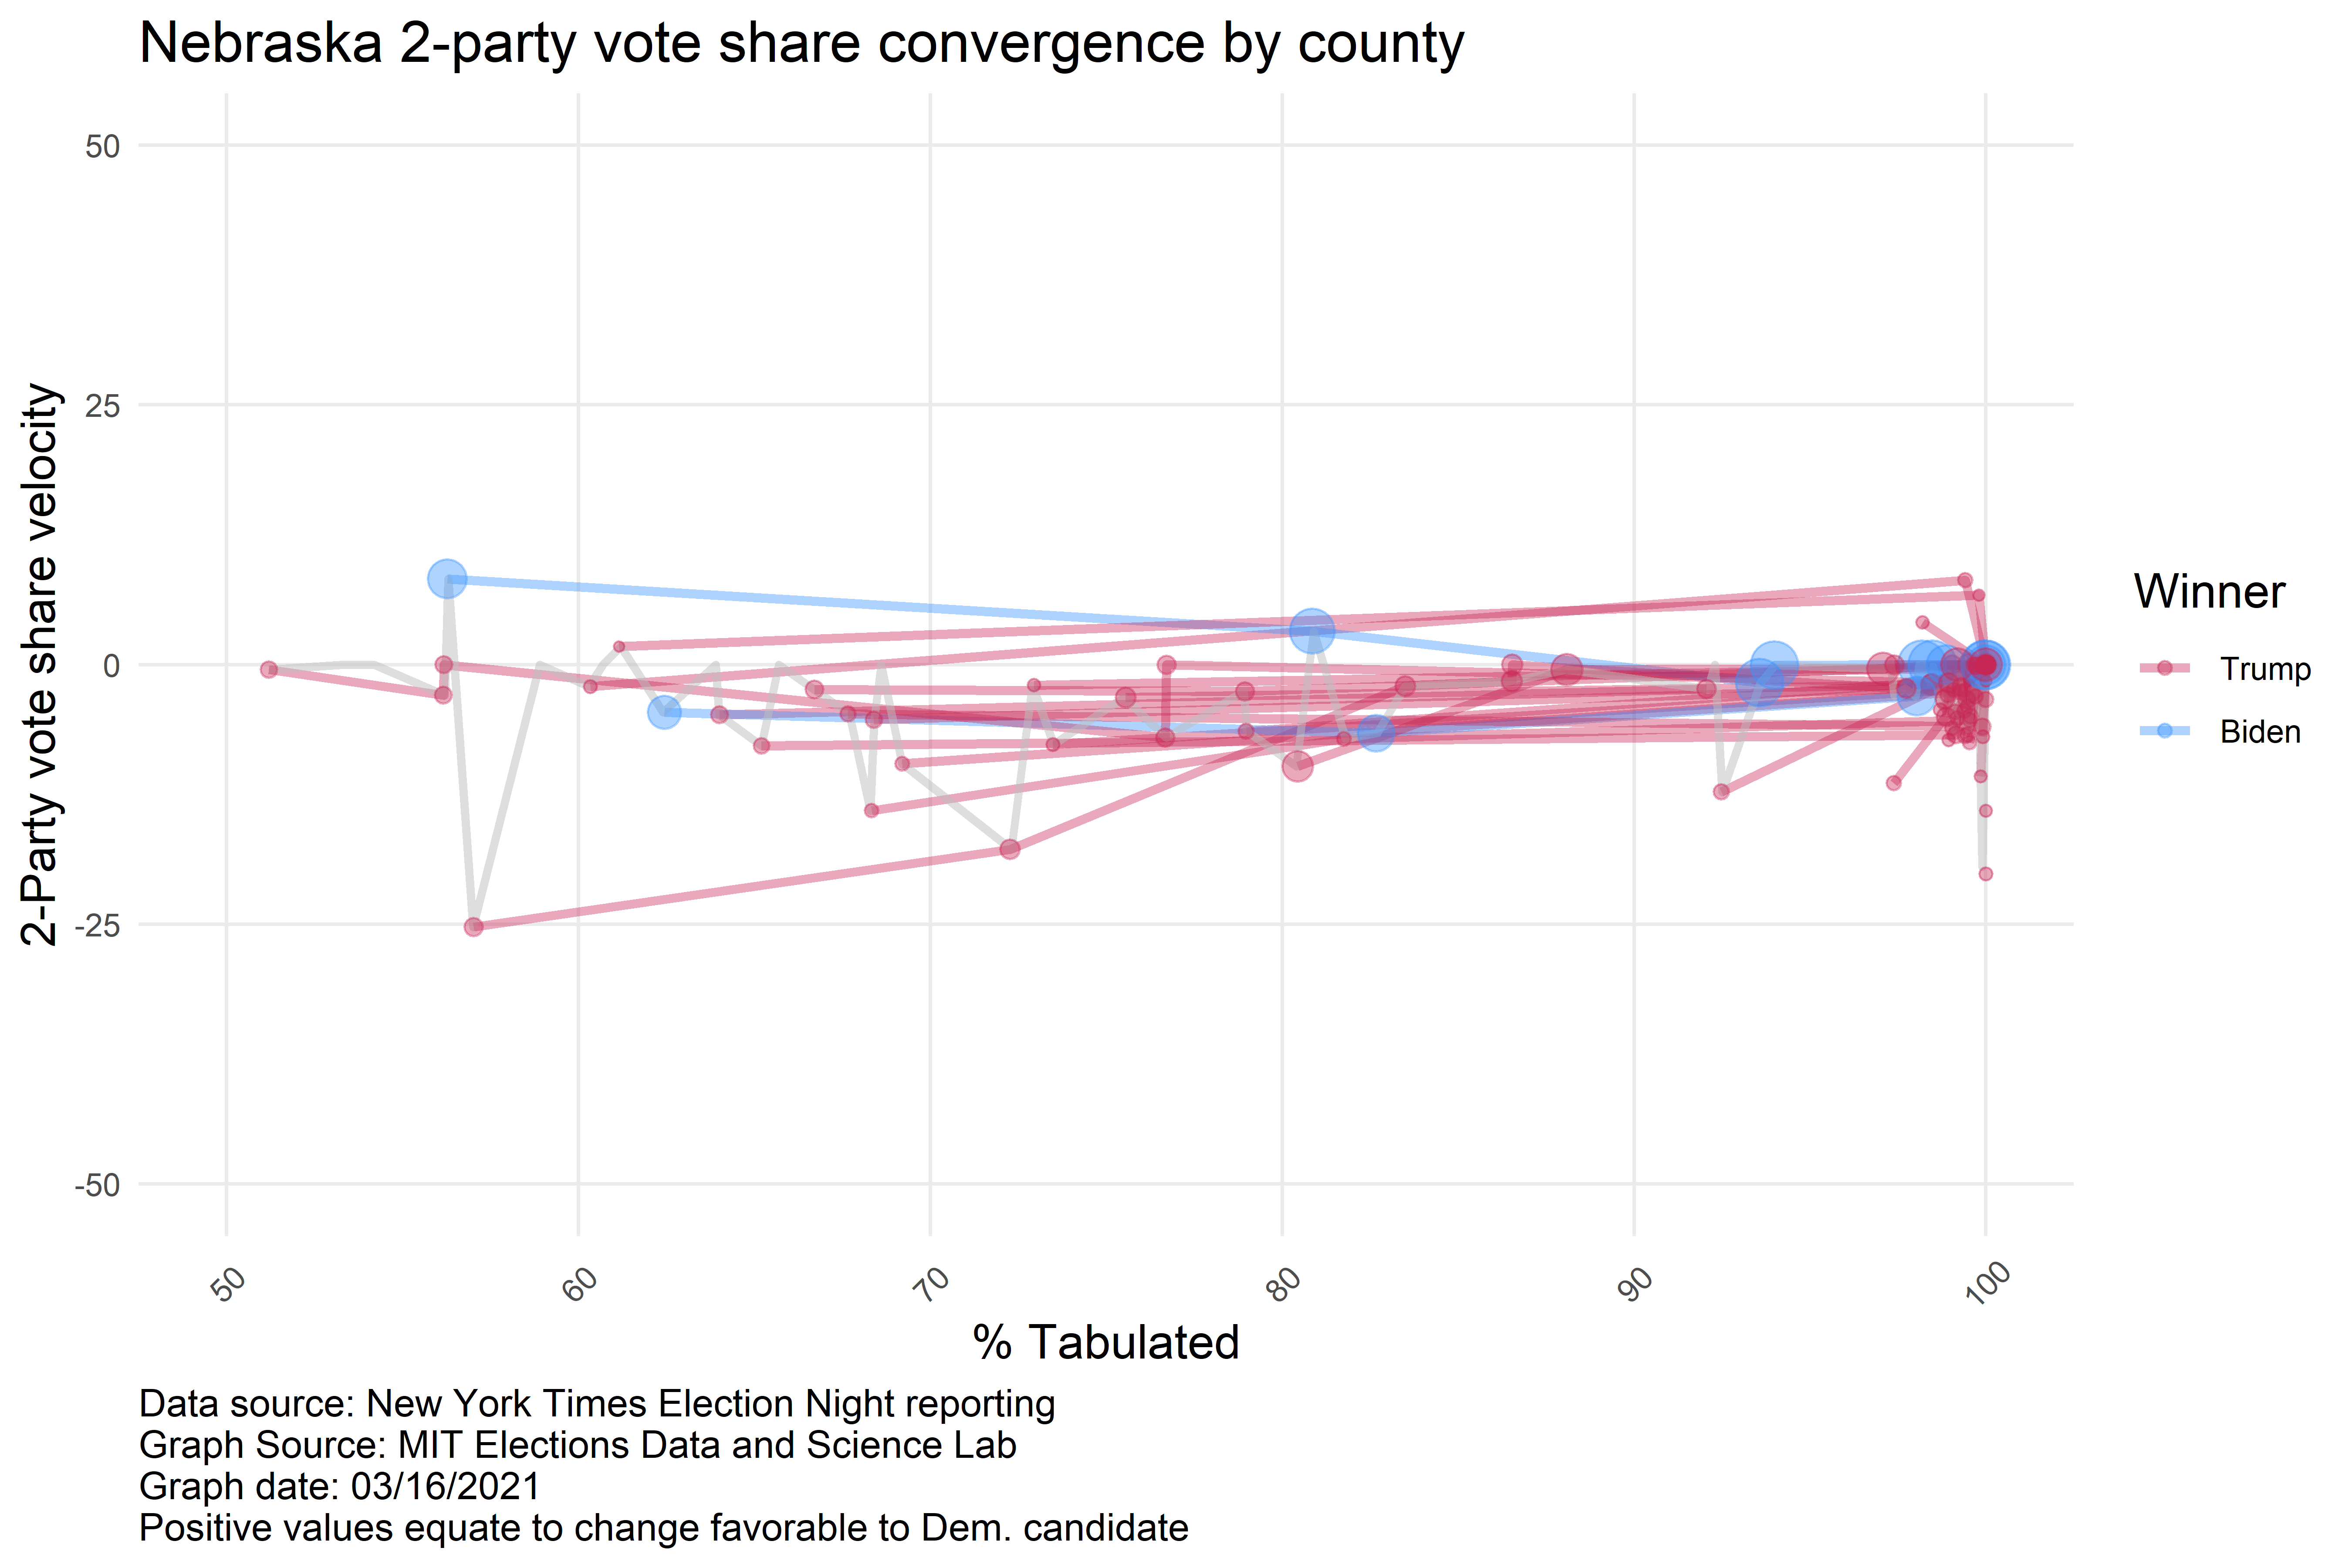 Nebraska 2-party vote share convergence by county
50
25
0
-25
-50
2-Party vote share velocity
50
60
70
80
90
100
% Tabulated
Winner
Trump
Biden
Data source: New York Times Election Night reporting
Graph Source: MIT Elections Data and Science Lab
Graph date: 03/16/2021
Positive values equate to change favorable to Dem. candidate